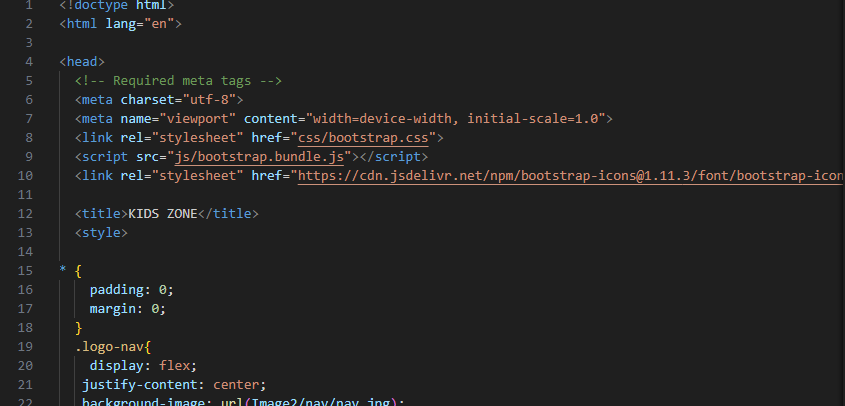 1 <!doctype html>
2 <html lang="en">
3
4 <head>
5 <!-- Required meta tags -->
6 <meta charset="utf-8">
7 <meta name="viewport" content="width=device-width, initial-scale=1.0">
8 <link rel="stylesheet" href="css/bootstrap.css">
9 <script src="js/bootstrap.bundle.js"></script>
10 <link rel="stylesheet" href="https://cdn.jsdelivr.net/npm/bootstrap-icons@1.11.3/font/bootstrap-icon
11
12 <title>KIDS ZONE</title>
13 <style>
14
15 * {
16 padding: 0;
17 margin: 0;
18 }
19 .logo-nav{
20 display: flex;
21 justify-content: center;
22 background-image: url(Image2/nav/nav.jpg);